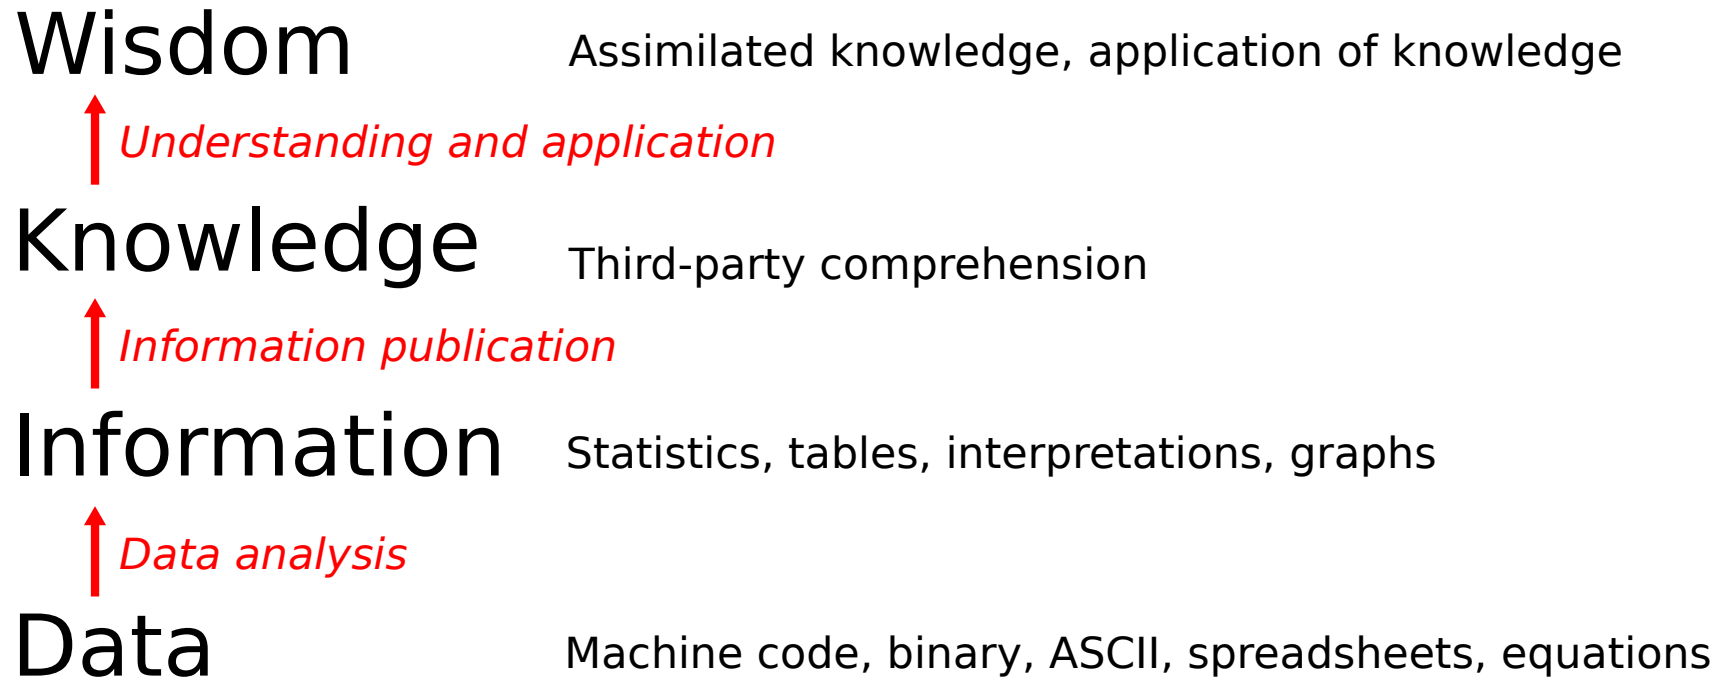 Wisdom Assimilated knowledge, application of knowledge
Understanding and application
Knowledge Third-party comprehension
Information publication
Information Statistics, tables, interpretations, graphs
Data analysis
Data Machine code, binary, ASCII, spreadsheets, equations